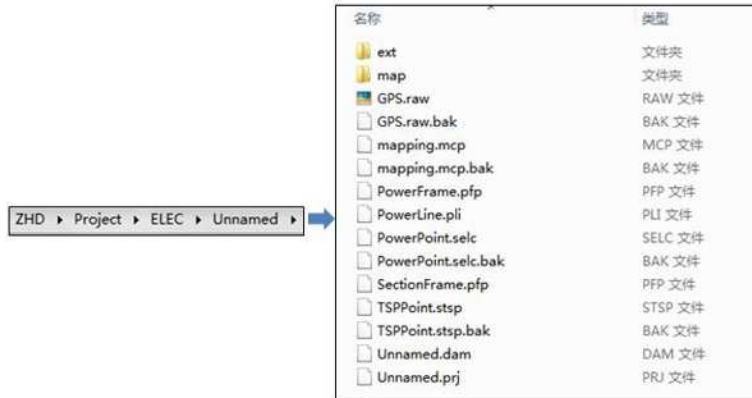 名称 类型
ext 文件夹
map 文件夹
GPS.raw RAW 文件
GPS.raw.bak BAK 文件
mapping.mcp MCP 文件
mapping.mcp.bak BAK 文件
PowerFrame.pfp PFP 文件
ZHD ▸ Project ▸ ELEC ▸ Unnamed ▸
PowerLine.pli PLI 文件
PowerPoint.selc SELC 文件
PowerPoint.selc.bak BAK 文件
SectionFrame.pfp PFP 文件
TSPPoint.stsp STSP 文件
TSPPoint.stsp.bak BAK 文件
Unnamed.dam DAM 文件
Unnamed.prj PRJ 文件